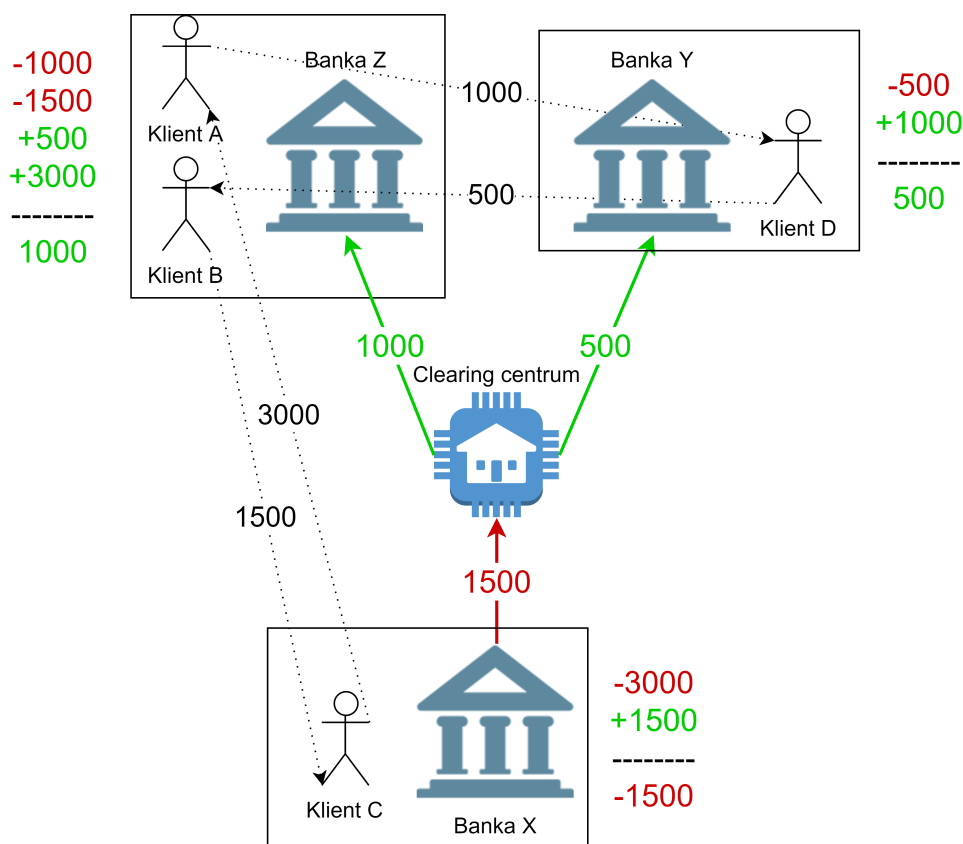 Banka Z
-1000
-1500
+500
+3000
--------
1000
Klient A
Klient B
1000
500
Banka Y
Klient D
-500
+1000
--------
500
1000
500
Clearing centrum
3000
1500
1500
Klient C
Banka X
-3000
+1500
--------
-1500